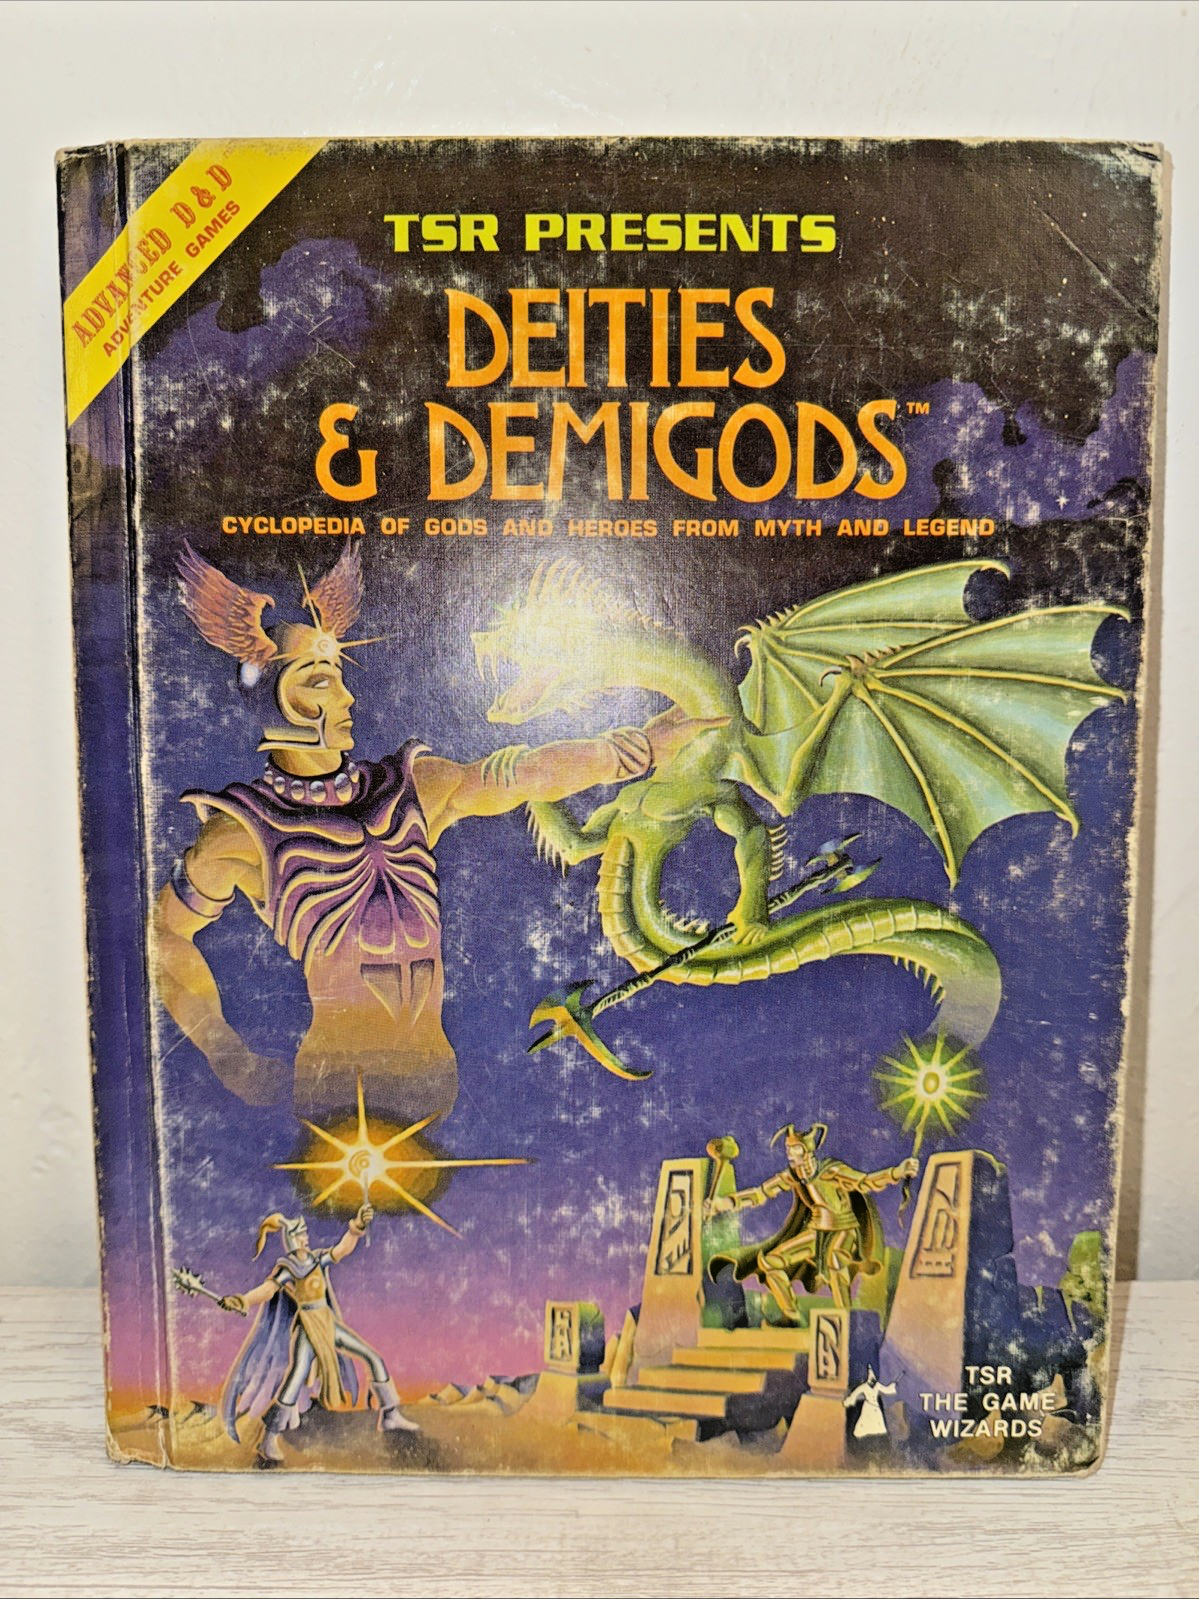 ADVANCED D & D
ADVENTURE GAMES
TSR PRESENTS
DEITIES
& DEMIGODS™
CYCLOPEDIA OF GODS AND HEROES FROM MYTH AND LEGEND
TSR
THE GAME
WIZARDS